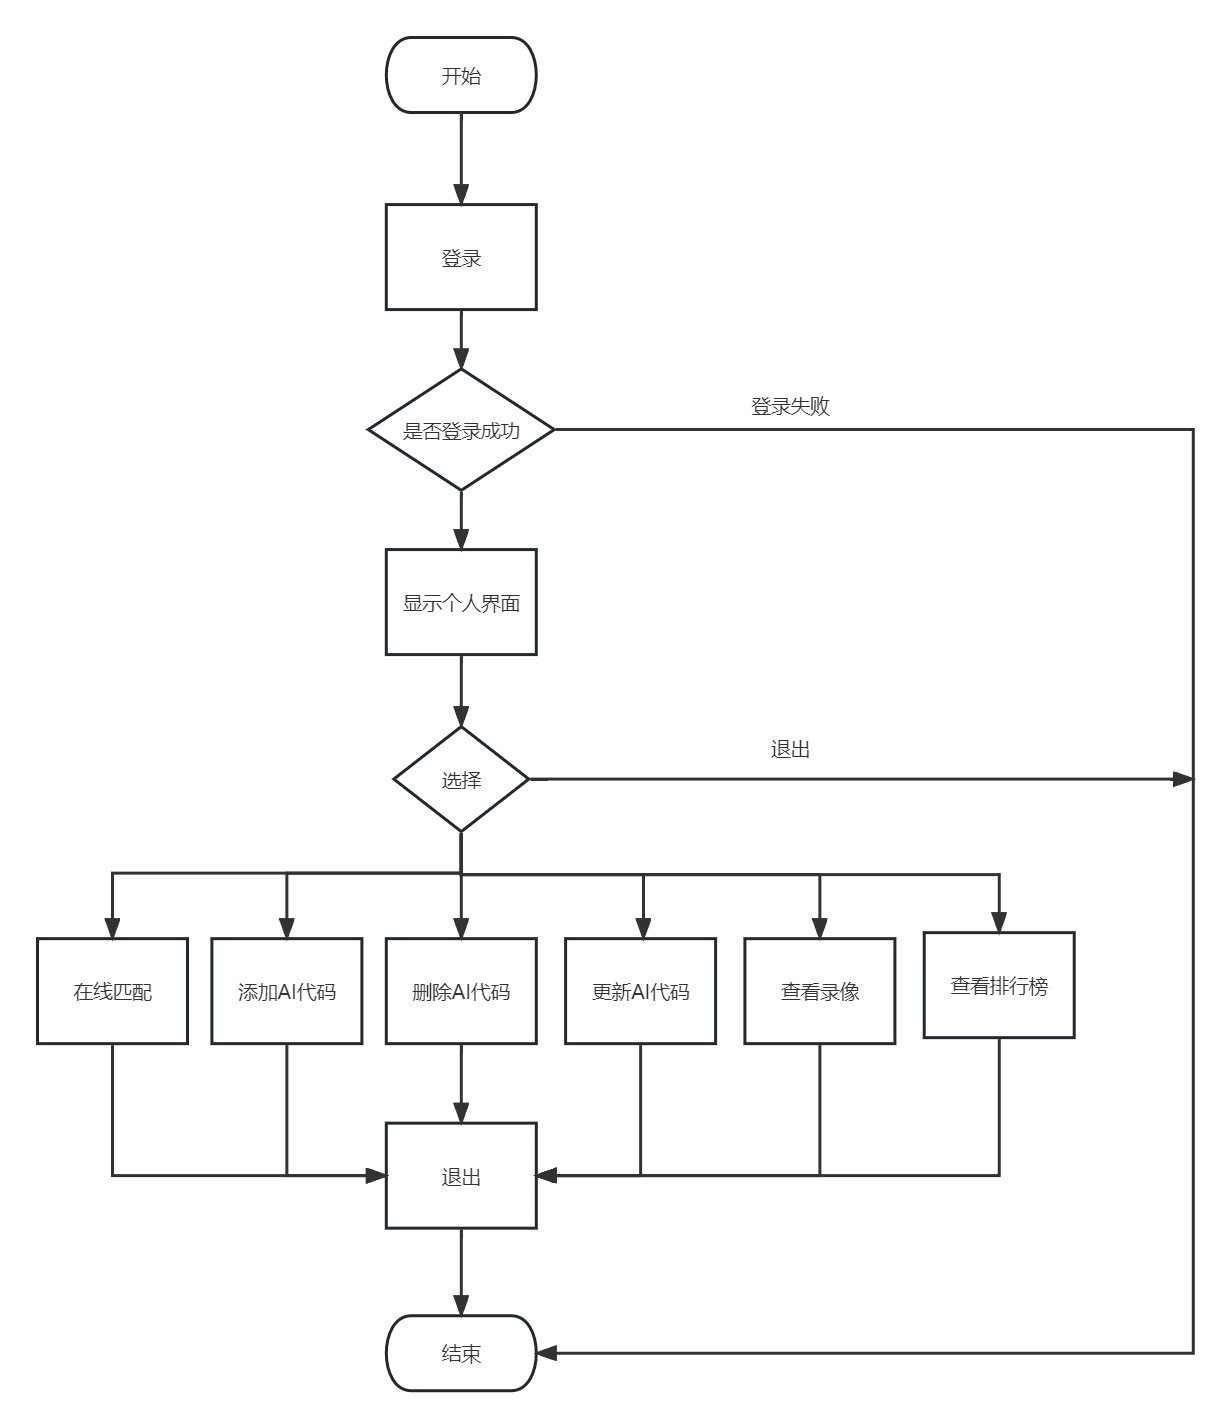 开始
登录
登录失败
是否登录成功
显示个人界面
退出
选择
在线匹配
添加AI代码
删除AI代码
更新AI代码
查看录像
查看排行榜
退出
结束